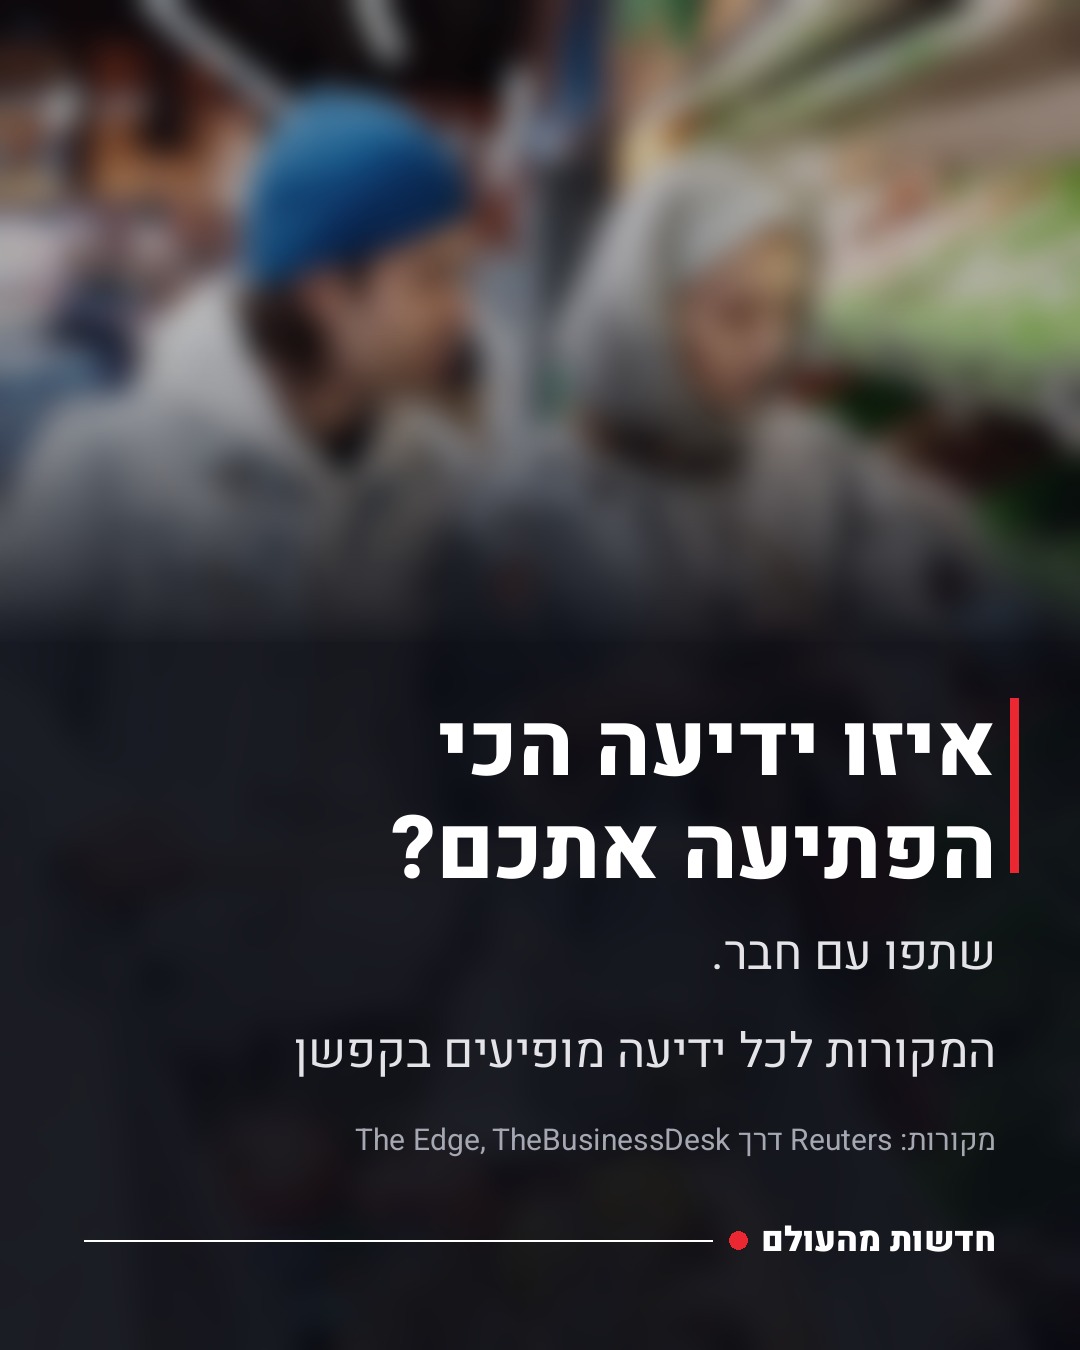 איזו ידיעה הכי
הפתיעה אתכם?
שתפו עם חבר.
המקורות לכל ידיעה מופיעים בקפשן
מקורות: Reuters דרך The Edge, TheBusinessDesk
חדשות מהעולם